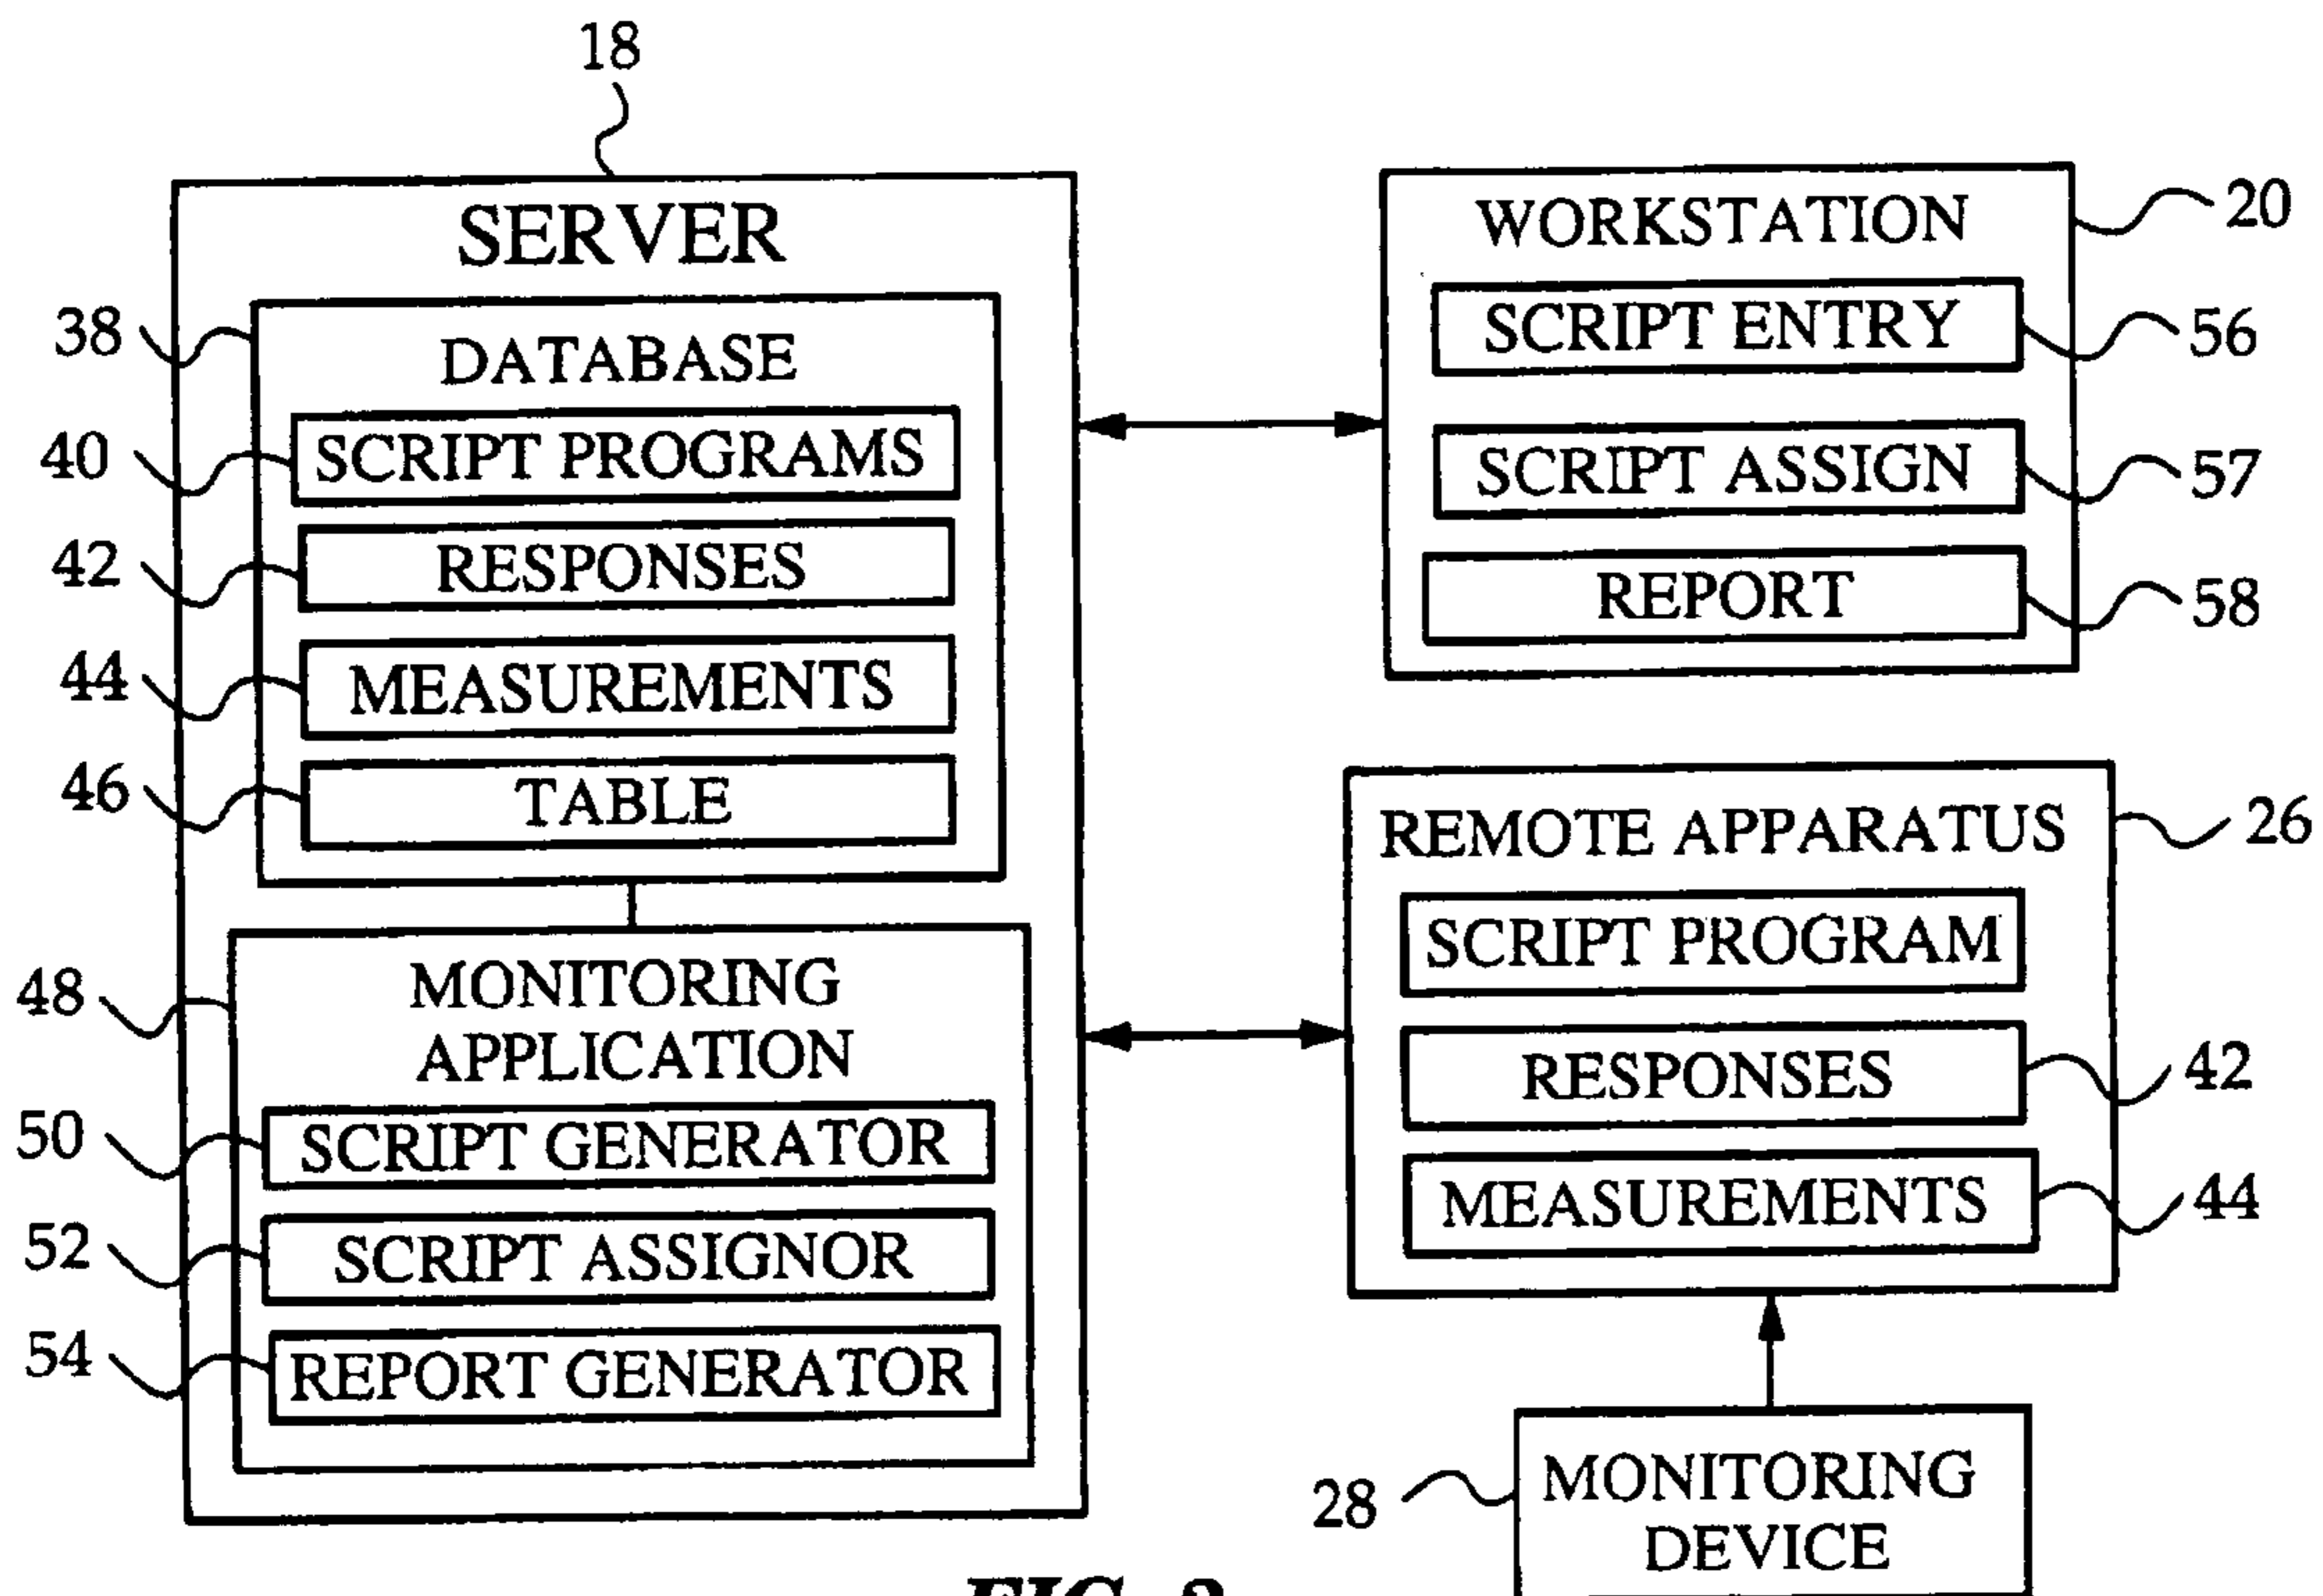 18
SERVER
38
DATABASE
40
SCRIPT PROGRAMS
42
RESPONSES
44
MEASUREMENTS
46
TABLE
48
MONITORING
APPLICATION
50
SCRIPT GENERATOR
52
SCRIPT ASSIGNOR
54
REPORT GENERATOR
WORKSTATION
20
SCRIPT ENTRY
56
SCRIPT ASSIGN
57
REPORT
58
REMOTE APPARATUS
26
SCRIPT PROGRAM
RESPONSES
42
MEASUREMENTS
44
28
MONITORING
DEVICE